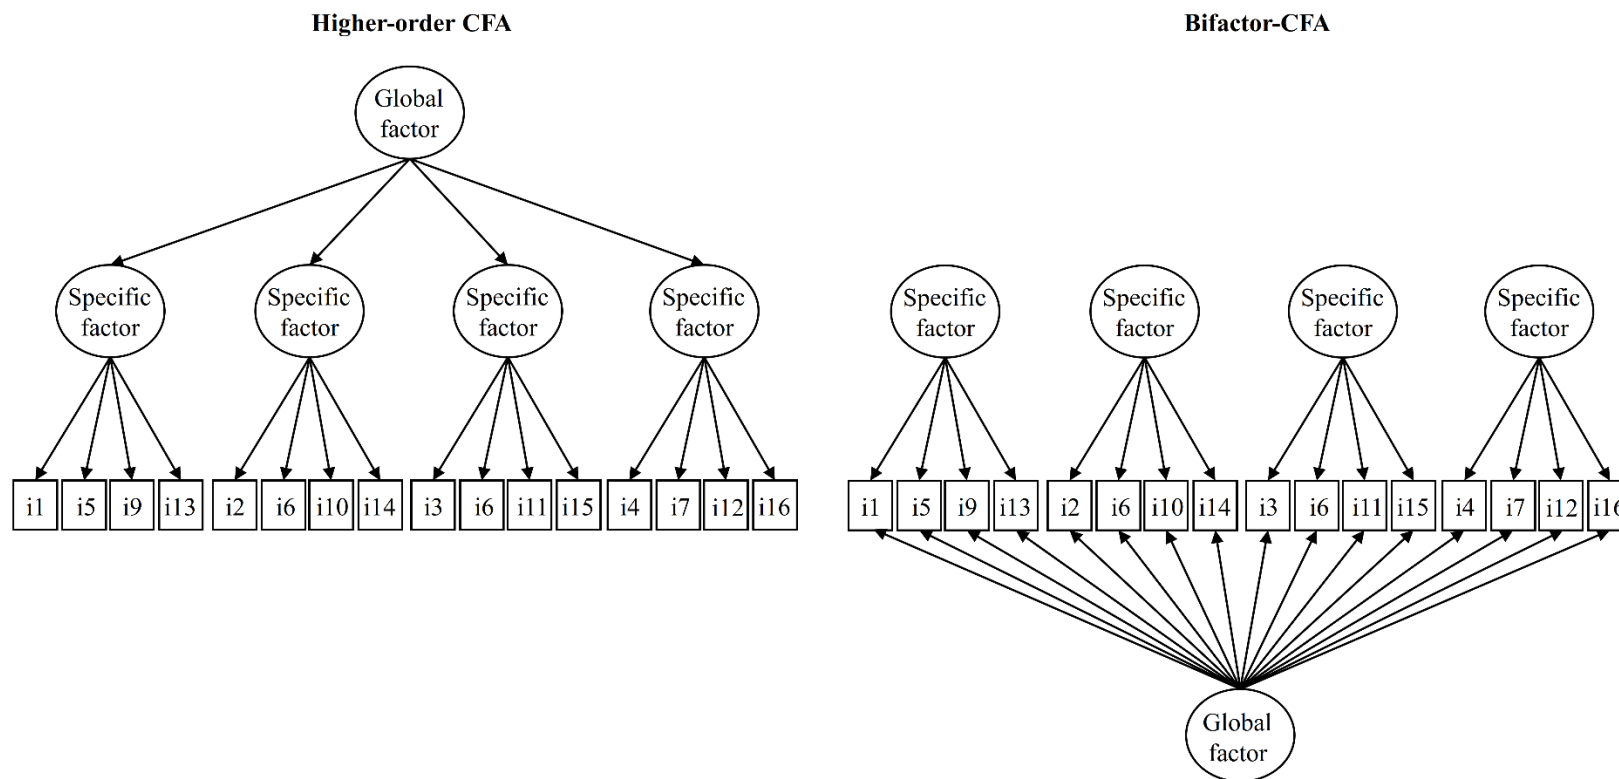 Higher-order CFA
Bifactor-CFA
Global
factor
Specific
factor
Specific
factor
Specific
factor
Specific
factor
i1 i5 i9 i13 i2 i6 i10 i14 i3 i6 i11 i15 i4 i7 i12 i16
Specific
factor
Specific
factor
Specific
factor
Specific
factor
i1 i5 i9 i13 i2 i6 i10 i14 i3 i6 i11 i15 i4 i7 i12 i16
Global
factor